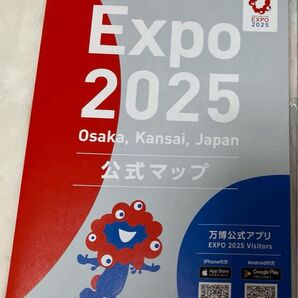 EXPO
2025
Expo
2025
Osaka, Kansai, Japan
公式マップ
万博公式アプリ
EXPO 2025 Visitors
iPhoneの方
Androidの方
App Store
Google Play